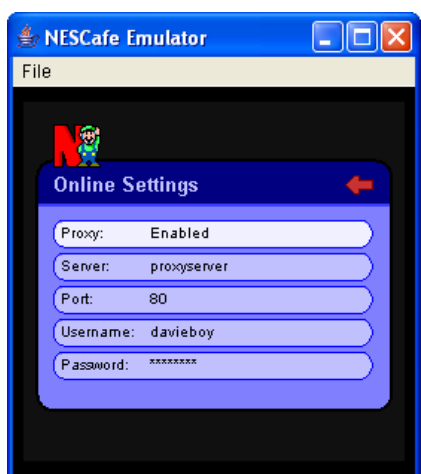 NESCafe Emulator
File
N
Online Settings
Proxy: Enabled
Server: proxyserver
Port: 80
Username: davieboy
Password: ********